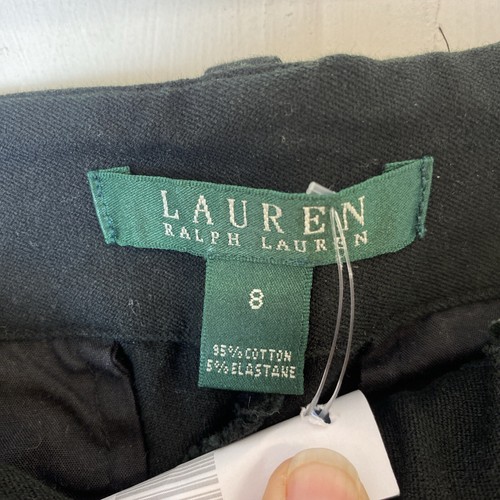 LAUREN
RALPH LAUREN
8
95% COTTON
5% ELASTANE